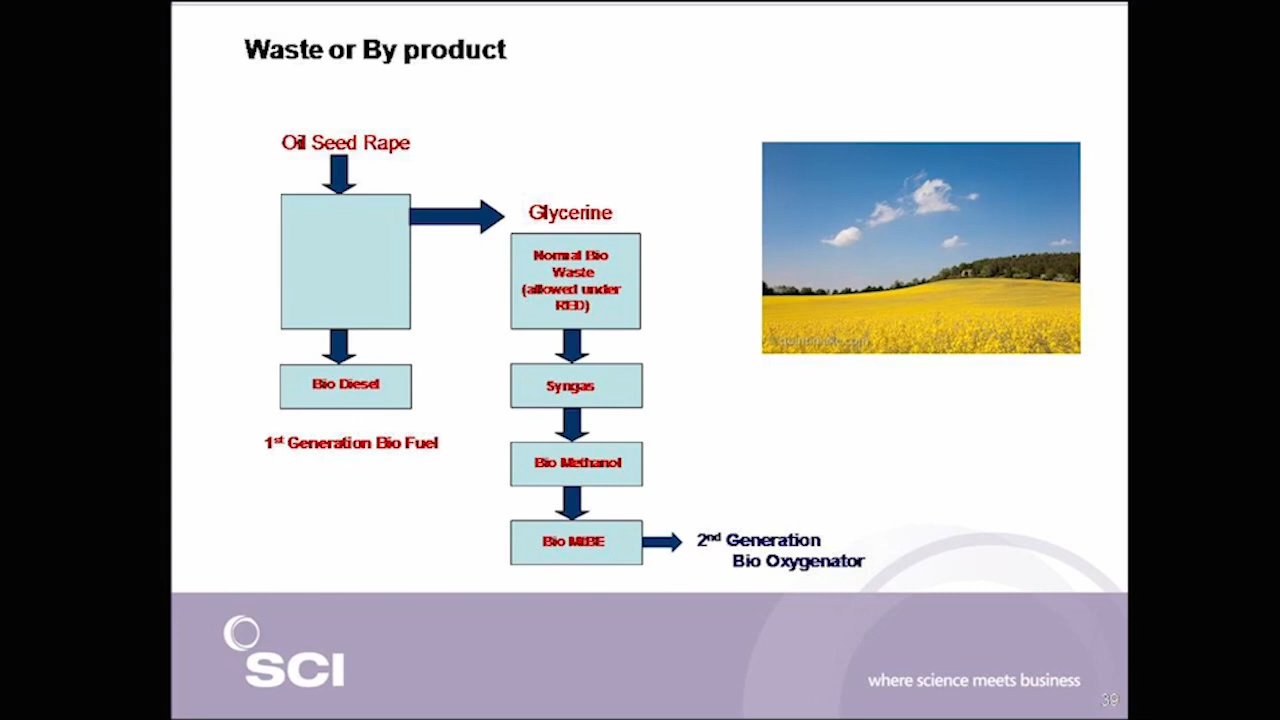 Waste or By product
Oil Seed Rape
Glycerine
Normal Bio
Waste
(allowed under
RED)
Bio Diesel
Syngas
1st Generation Bio Fuel
Bio Methanol
Bio MtBE
2nd Generation
Bio Oxygenator
SCI
where science meets business
39